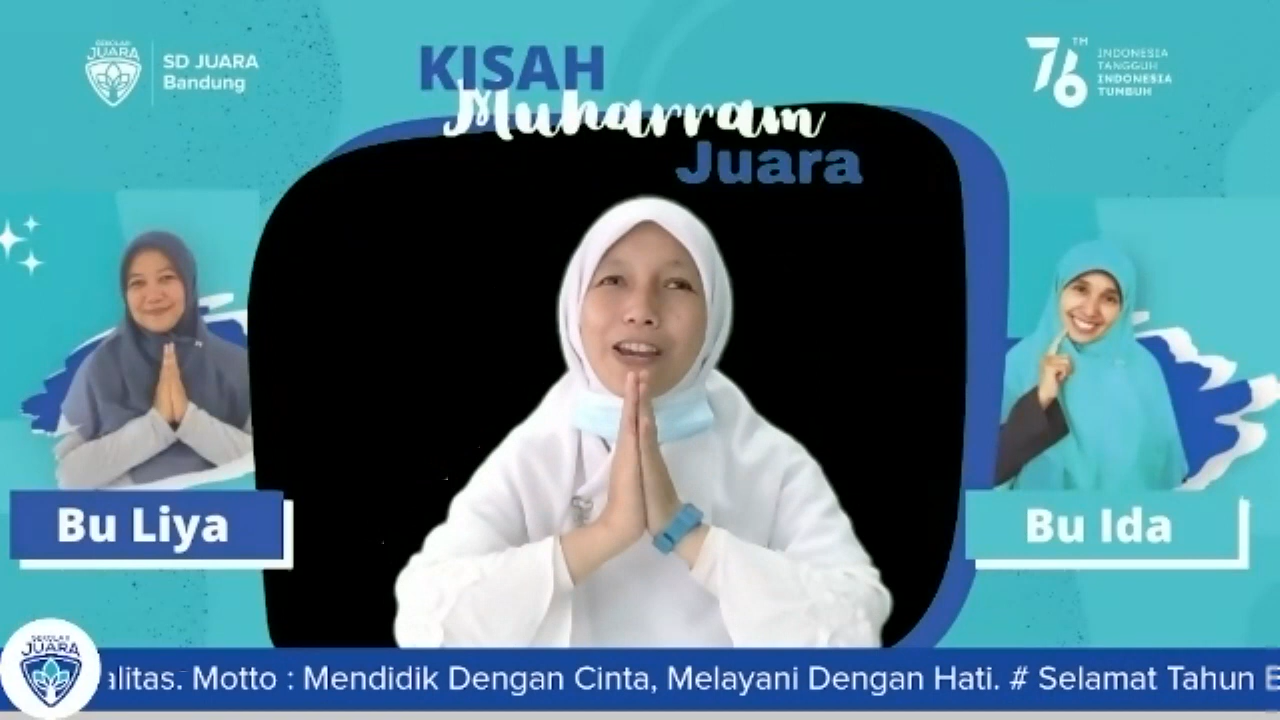 SEKOLAH
JUARA
SD JUARA
Bandung
KISAH
Muharram
Juara
76
TH
INDONESIA
TANGGUH
INDONESIA
TUMBUH
Bu Liya
Bu Ida
SEKOLAH
JUARA
alitas. Motto : Mendidik Dengan Cinta, Melayani Dengan Hati. # Selamat Tahun B